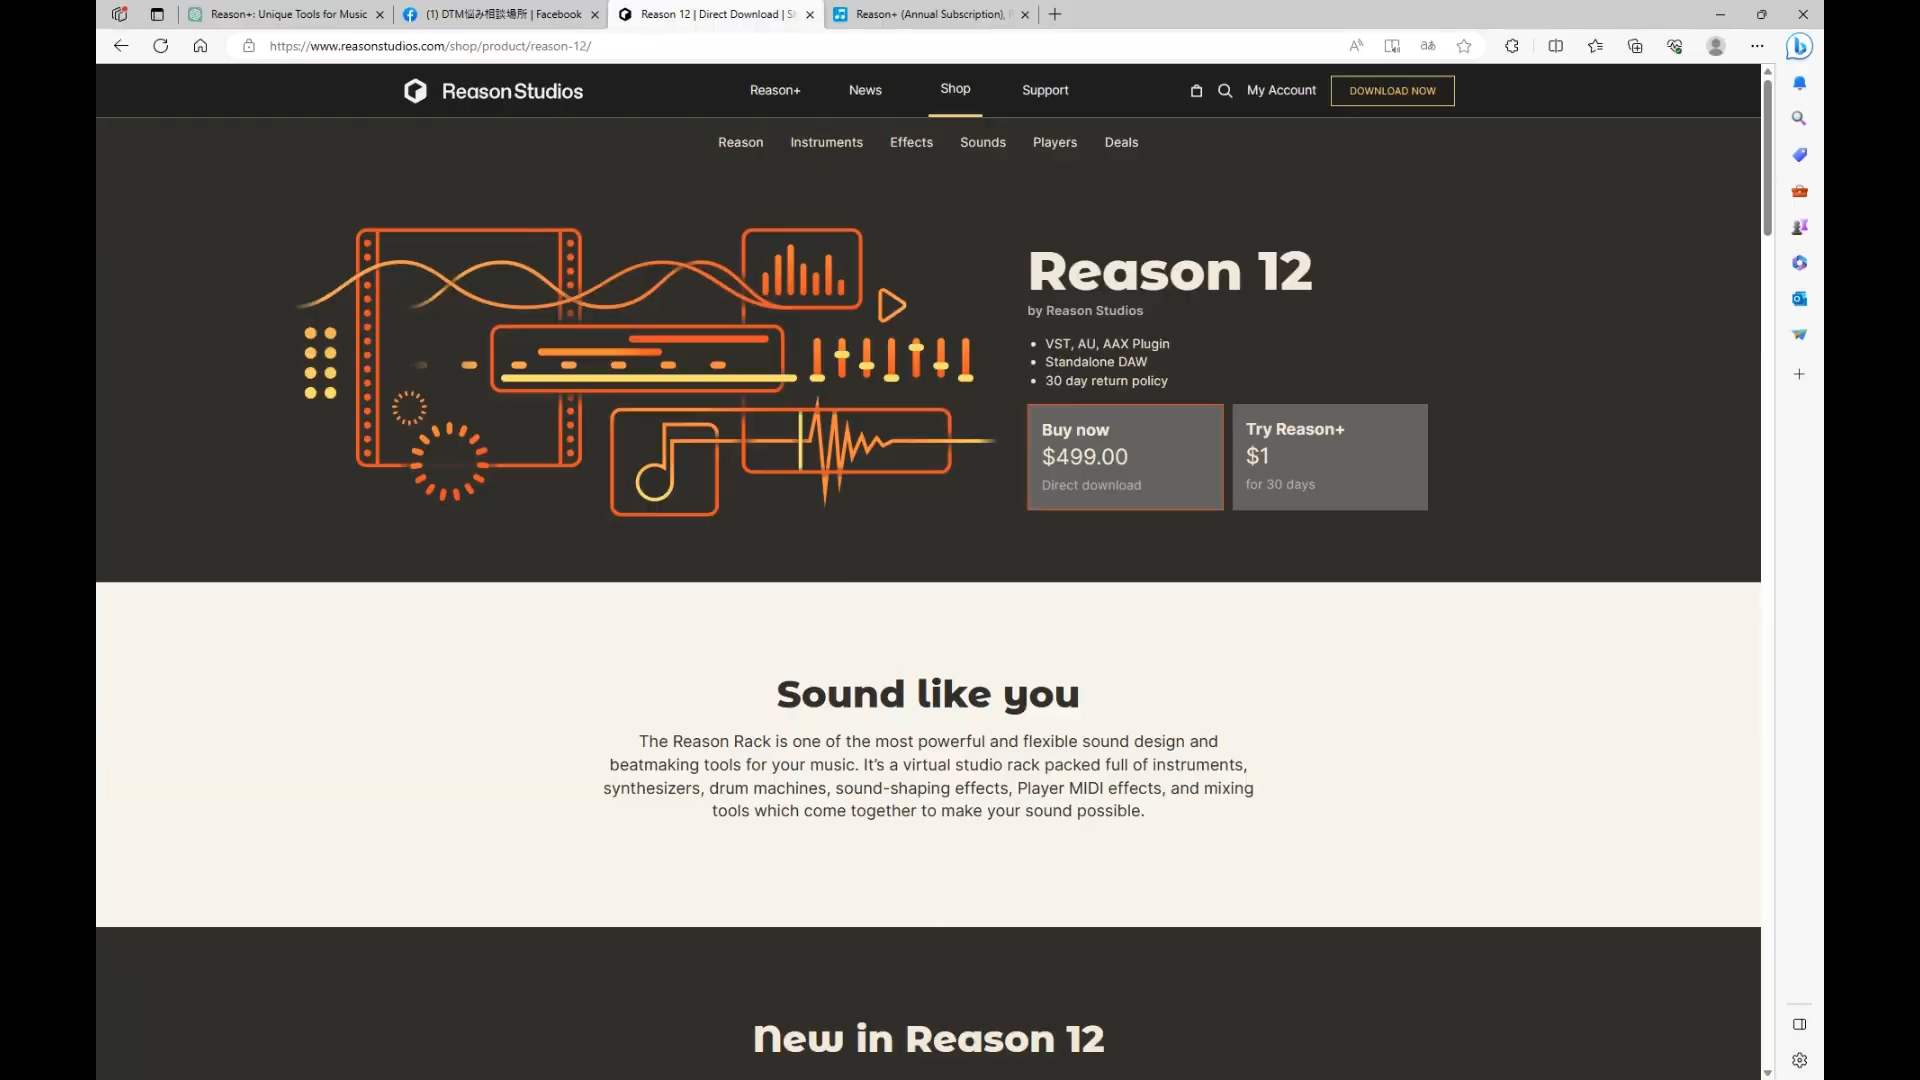 Reason+: Unique Tools for Music
(1) DTM悩み相談場所 | Facebook
Reason 12 | Direct Download | S
Reason+ (Annual Subscription),
https://www.reasonstudios.com/shop/product/reason-12/
Reason Studios
Reason+
News
Shop
Support
My Account
DOWNLOAD NOW
Reason
Instruments
Effects
Sounds
Players
Deals
Reason 12
by Reason Studios
• VST, AU, AAX Plugin
• Standalone DAW
• 30 day return policy
Buy now
$499.00
Direct download
Try Reason+
$1
for 30 days
Sound like you
The Reason Rack is one of the most powerful and flexible sound design and
beatmaking tools for your music. It's a virtual studio rack packed full of instruments,
synthesizers, drum machines, sound-shaping effects, Player MIDI effects, and mixing
tools which come together to make your sound possible.
New in Reason 12